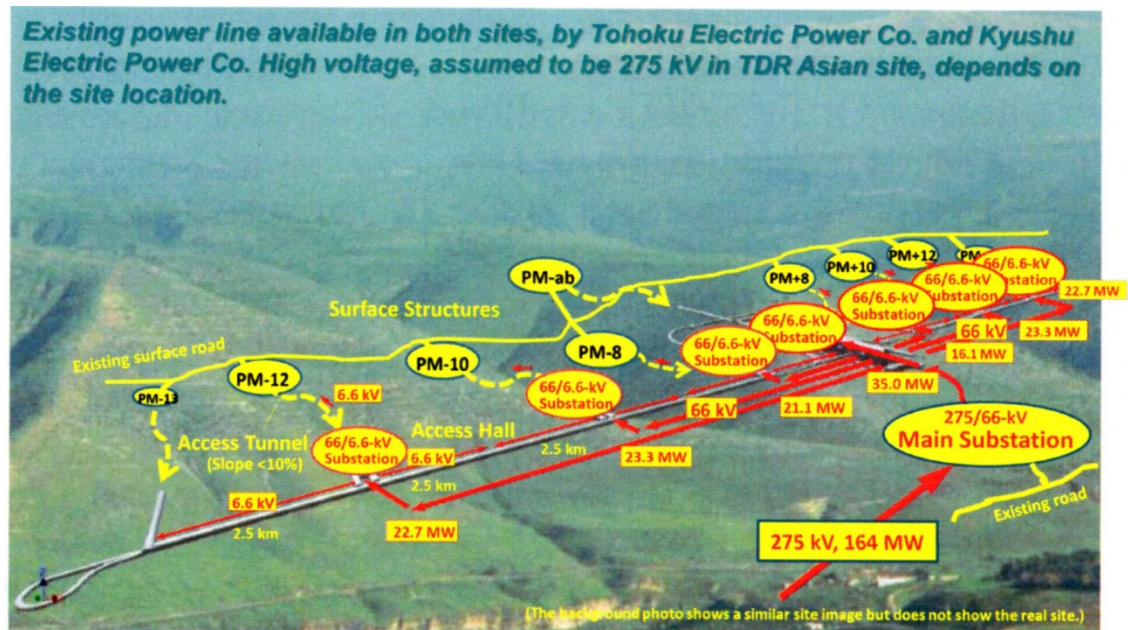 Existing power line available in both sites, by Tohoku Electric Power Co. and Kyushu
Electric Power Co. High voltage, assumed to be 275 kV in TDR Asian site, depends on
the site location.
PM+12
PM+8
PM+10
PM
66/6.6-kV
Substation
22.7 MW
PM-ab
66/6.6-kV
Substation
Surface Structures
66/6.6-kV
Substation
66/6.6-kV
Substation
66 kV
23.3 MW
16.1 MW
Existing surface road
PM-8
66/6.6-kV
Substation
PM-10
35.0 MW
PM-12
PM-13
6.6 kV
66/6.6-kV
Substation
66 kV
21.1 MW
275/66-kV
Main Substation
Access Tunnel
(Slope <10%)
Access Hall
66/6.6-kV
Substation
6.6 kV
2.5 km
23.3 MW
2.5 km
6.6 kV
2.5 km
22.7 MW
Existing road
275 kV, 164 MW
(The background photo shows a similar site image but does not show the real site.)